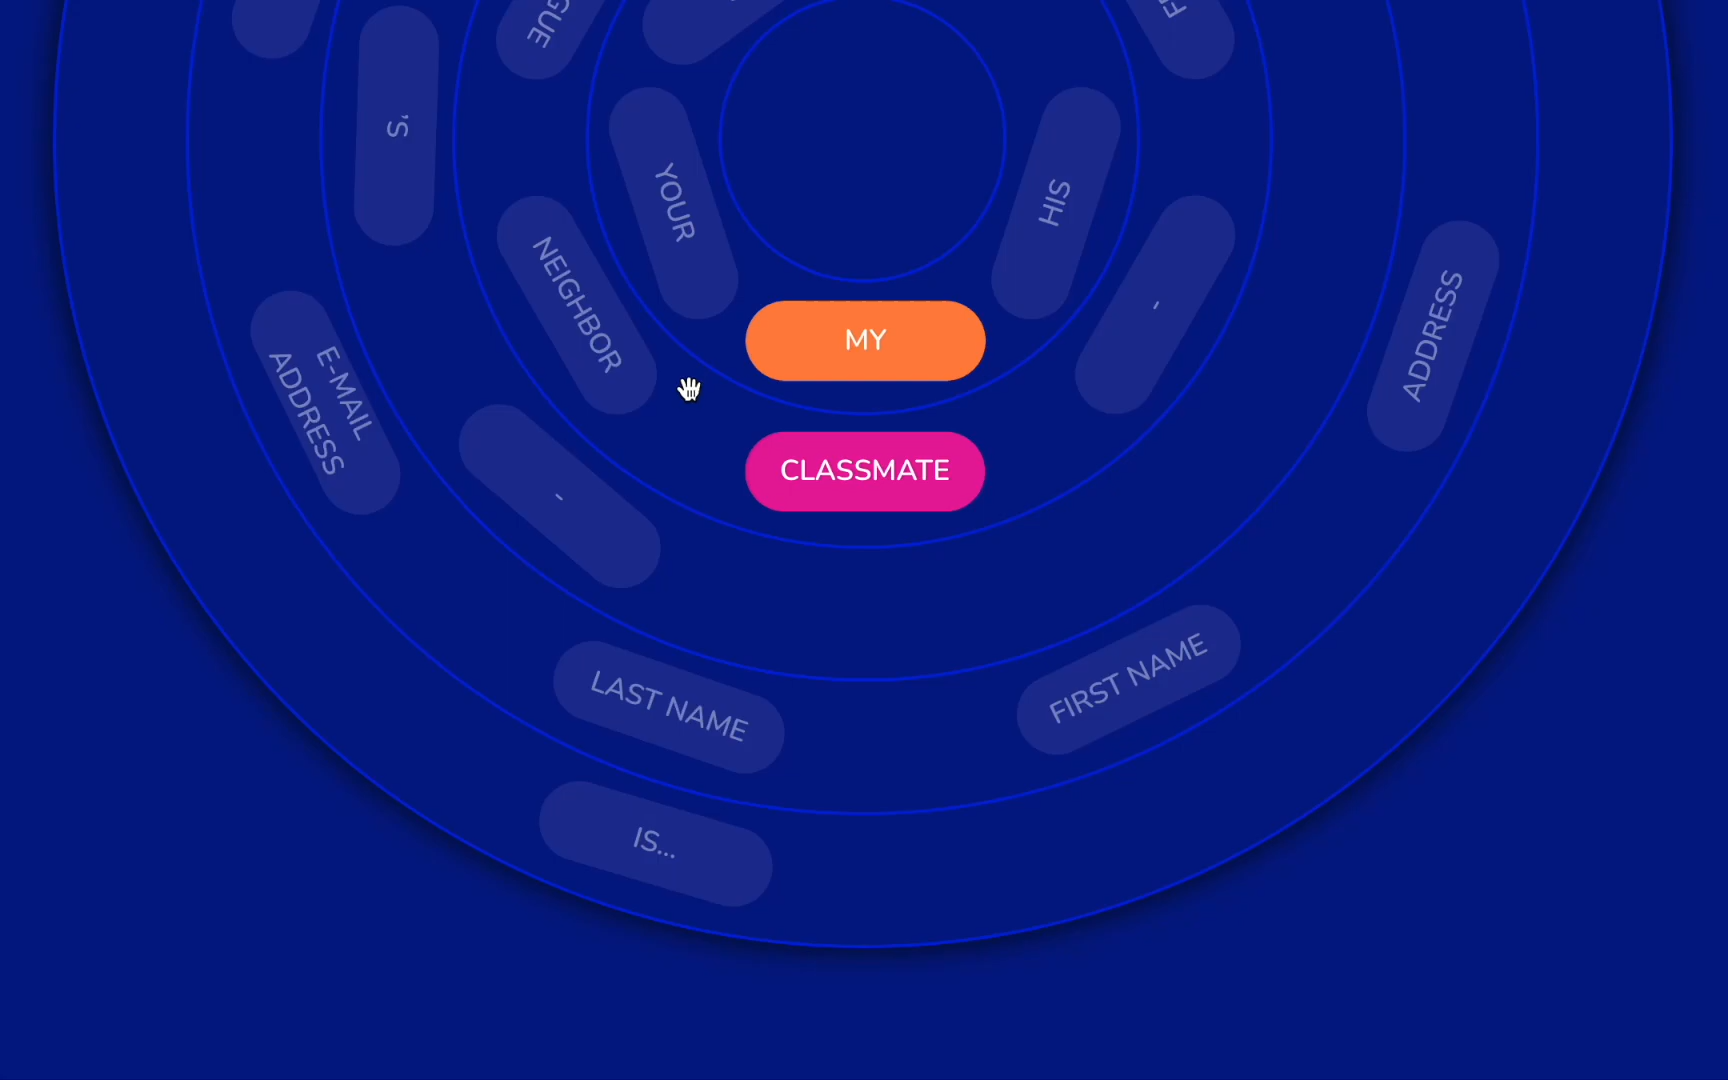 MY
CLASSMATE
YOUR
HIS
NEIGHBOR
-
'S
-
E-MAIL
ADDRESS
LAST NAME
FIRST NAME
ADDRESS
IS...